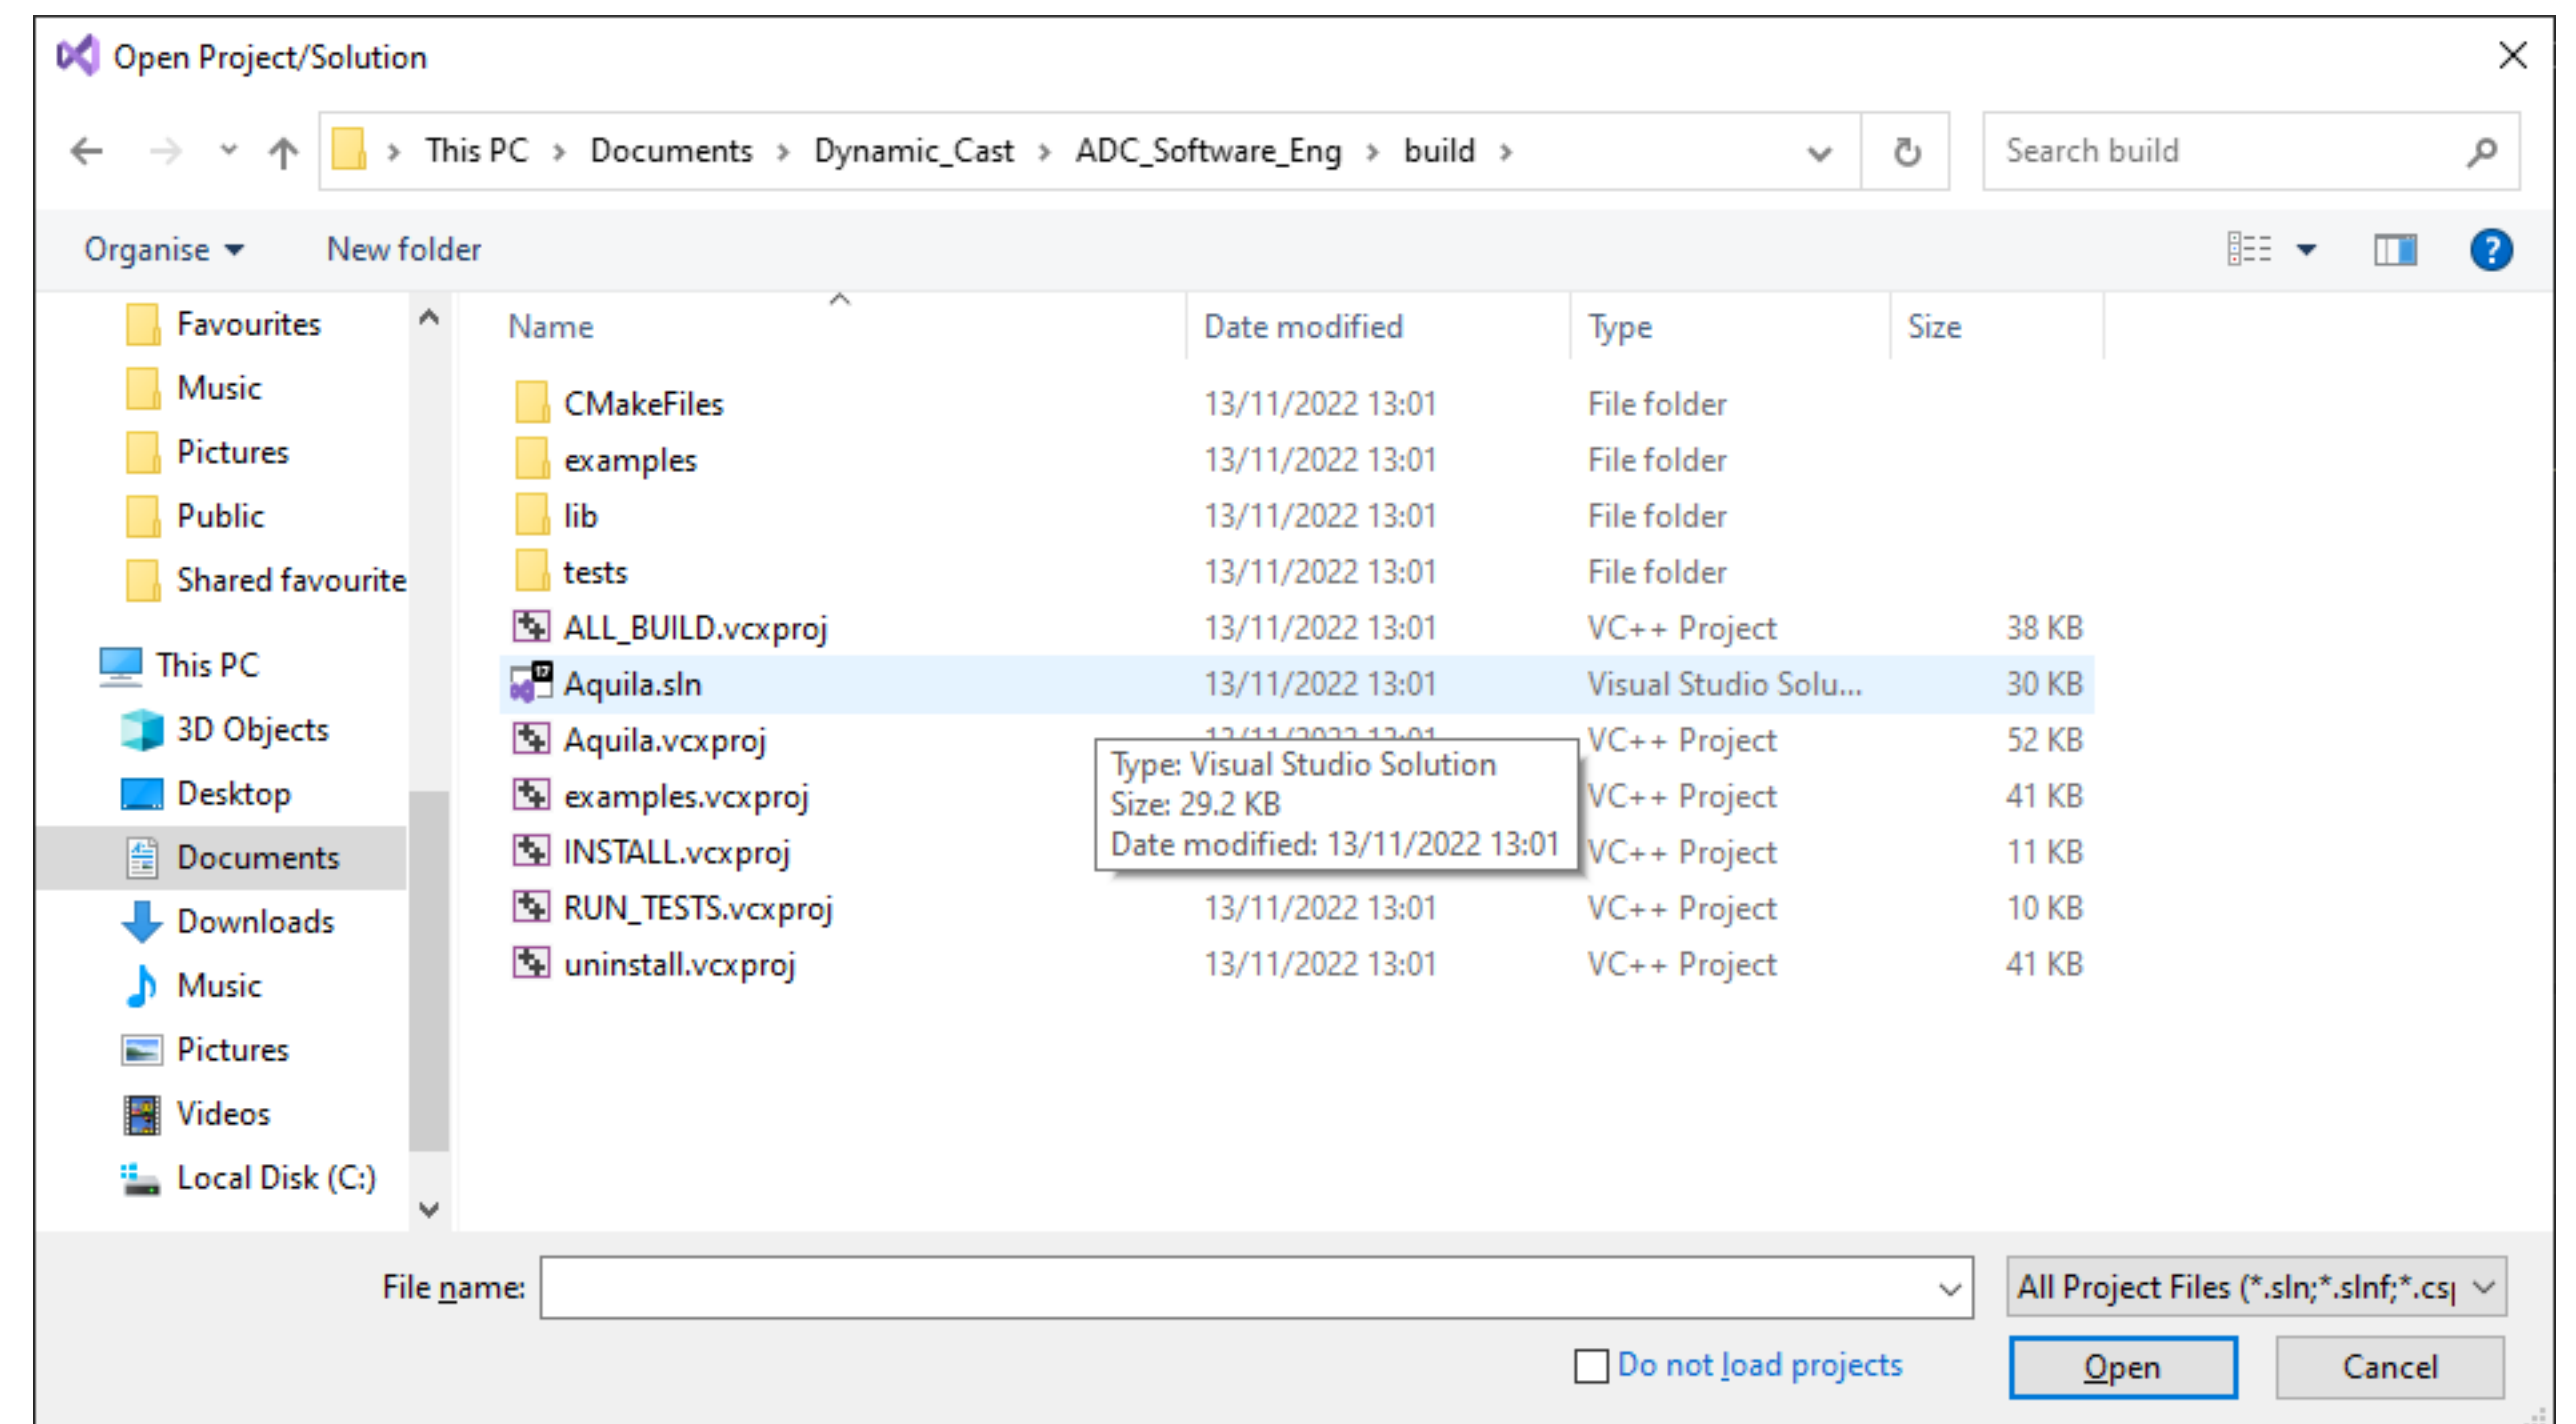 Open Project/Solution
This PC > Documents > Dynamic_Cast > ADC_Software_Eng > build >
Search build
Organise
New folder
?
Favourites
Music
Pictures
Public
Shared favourite
This PC
3D Objects
Desktop
Documents
Downloads
Music
Pictures
Videos
Local Disk (C:)
Name Date modified Type Size
CMakeFiles 13/11/2022 13:01 File folder
examples 13/11/2022 13:01 File folder
lib 13/11/2022 13:01 File folder
tests 13/11/2022 13:01 File folder
ALL_BUILD.vcxproj 13/11/2022 13:01 VC++ Project 38 KB
17 Aquila.sln 13/11/2022 13:01 Visual Studio Solu... 30 KB
Aquila.vcxproj 13/11/2022 13:01 VC++ Project 52 KB
examples.vcxproj VC++ Project 41 KB
INSTALL.vcxproj VC++ Project 11 KB
RUN_TESTS.vcxproj 13/11/2022 13:01 VC++ Project 10 KB
uninstall.vcxproj 13/11/2022 13:01 VC++ Project 41 KB
Type: Visual Studio Solution
Size: 29.2 KB
Date modified: 13/11/2022 13:01
File name:
All Project Files (*.sln;*.slnf;*.csp
Do not load projects
Open
Cancel